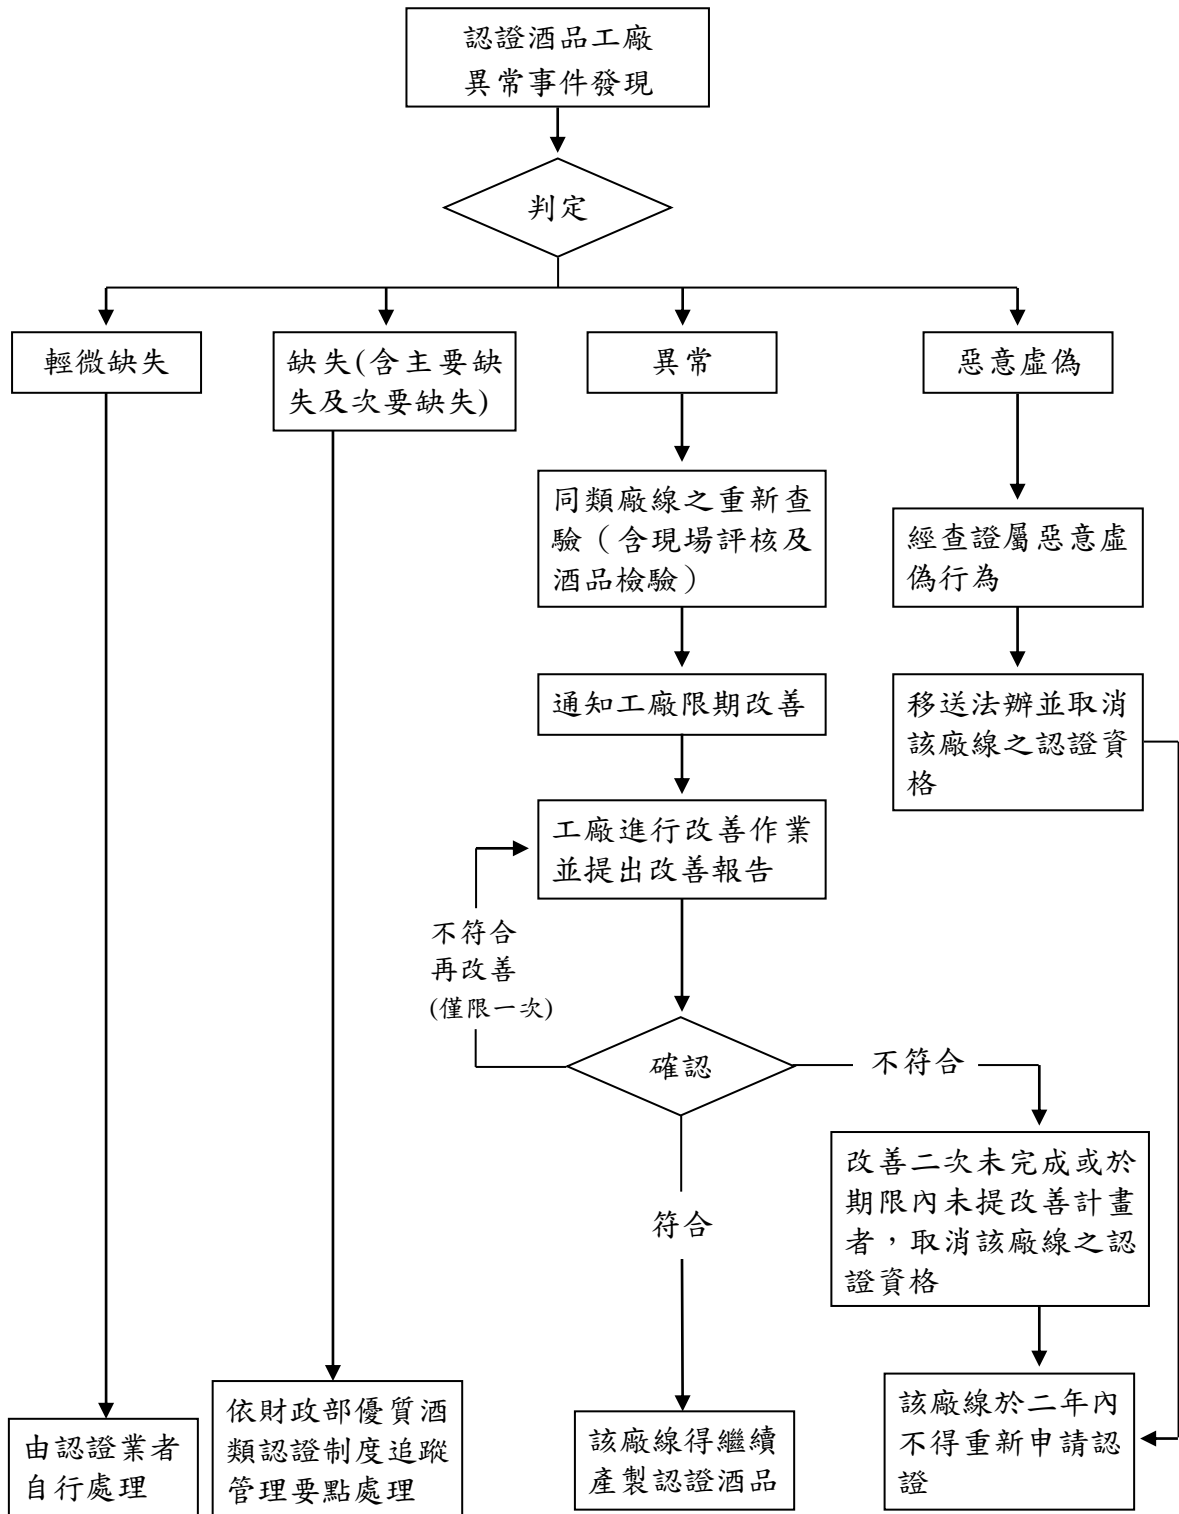 認證酒品工廠
異常事件發現
判定
輕微缺失
缺失(含主要缺
失及次要缺失)
異常
惡意虛偽
同類廠線之重新查
驗（含現場評核及
酒品檢驗）
經查證屬惡意虛
偽行為
通知工廠限期改善
移送法辦並取消
該廠線之認證資
格
工廠進行改善作業
並提出改善報告
不符合
再改善
(僅限一次)
確認
不符合
改善二次未完成或於
期限內未提改善計畫
者，取消該廠線之認
證資格
符合
由認證業者
自行處理
依財政部優質酒
類認證制度追蹤
管理要點處理
該廠線得繼續
產製認證酒品
該廠線於二年內
不得重新申請認
證